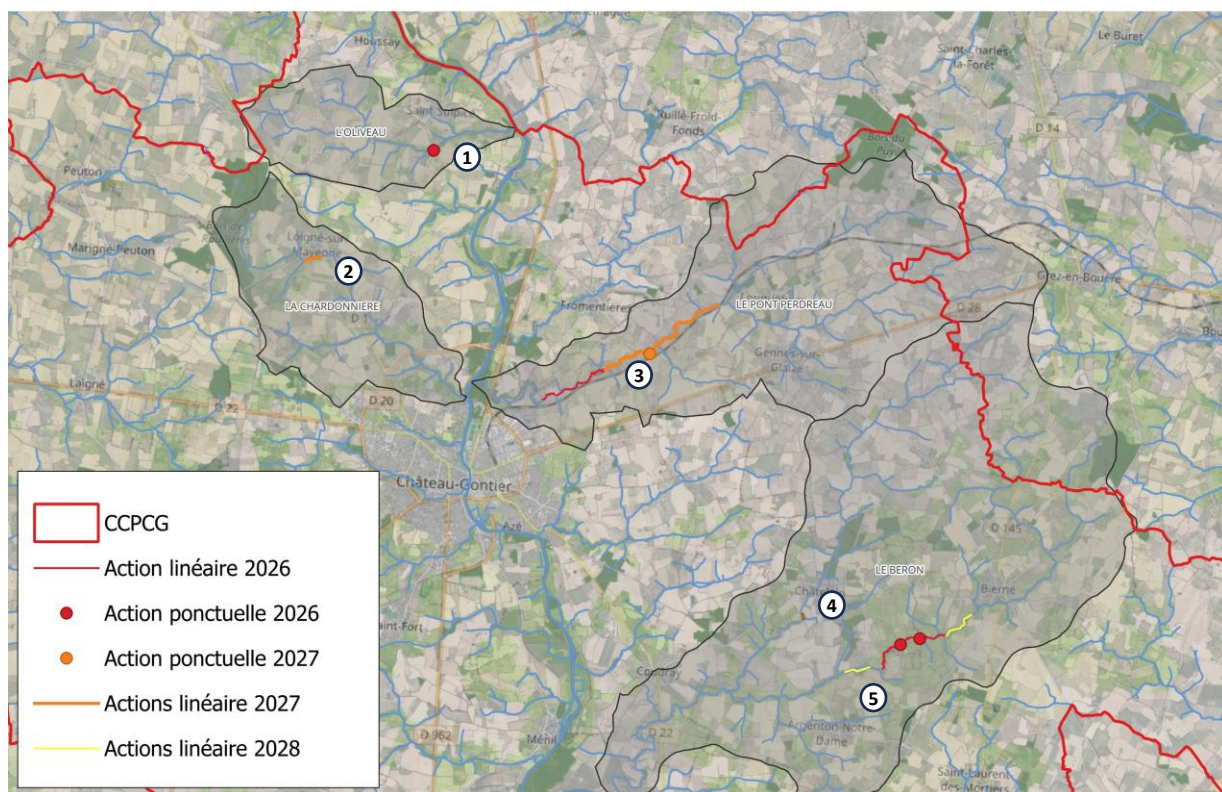 Houssay
Le Buret
Saint-Charles-
la-Forêt
Saint-Sulpice
L'OLIVEAU
1
Ruillé-Froid-
Fonds
D 14
Bois du
Puy
Peuton
Marigné-Peuton
Loigné-sur-
Mayenne
2
LA CHARDONNIERE
D 1
Fromentières
LE PONT PERDREAU
Grez-en-Bouère
D 28
Gennes-sur-
Glaize
3
Laigné
D 22
D 20
Château-Gontier
Azé
D 145
LE BERON
Bierné
4
Saint-Fort
Coudray
5
Argenton-Notre-
Dame
D 962
Ménil
D 22
Saint-Laurent
des-Mortiers
CCPCG
Action linéaire 2026
Action ponctuelle 2026
Action ponctuelle 2027
Actions linéaire 2027
Actions linéaire 2028